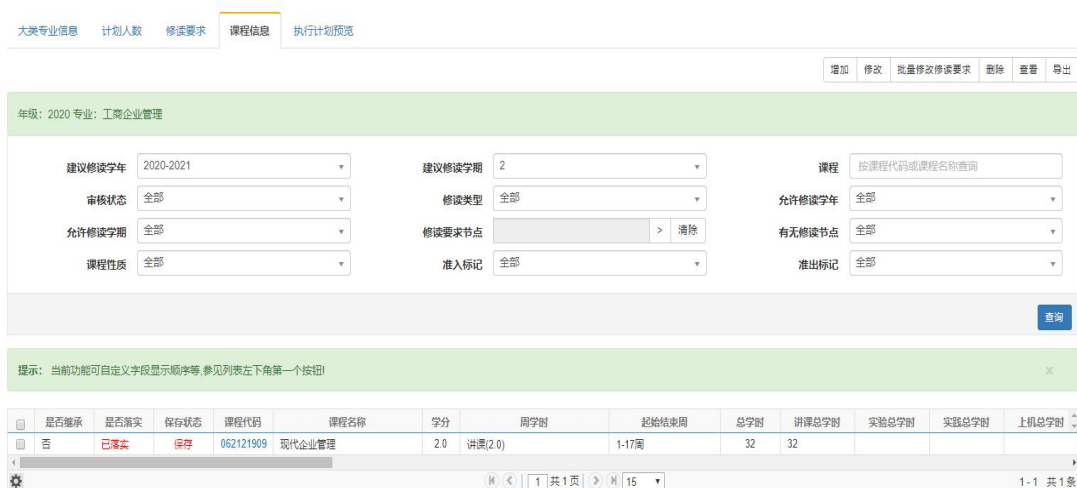 大类专业信息 计划人数 修读要求 课程信息 执行计划预览
增加 修改 批量修改修读要求 删除 查看 导出
年级：2020 专业：工商企业管理
建议修读学年 2020-2021 建议修读学期 2 课程 按课程代码或课程名称查询
审核状态 全部 修读类型 全部 允许修读学年 全部
允许修读学期 全部 修读要求节点 > 清除 有无修读节点 全部
课程性质 全部 准入标记 全部 准出标记 全部
查询
提示： 当前功能可自定义字段显示顺序等,参见列表左下角第一个按钮! ×
是否继承 是否落实 保存状态 课程代码 课程名称 学分 周学时 起始结束周 总学时 讲课总学时 实验总学时 实践总学时 上机总学时
否 已落实 保存 062121909 现代企业管理 2.0 讲课(2.0) 1-17周 32 32
1 共1页 15 1-1 共1条